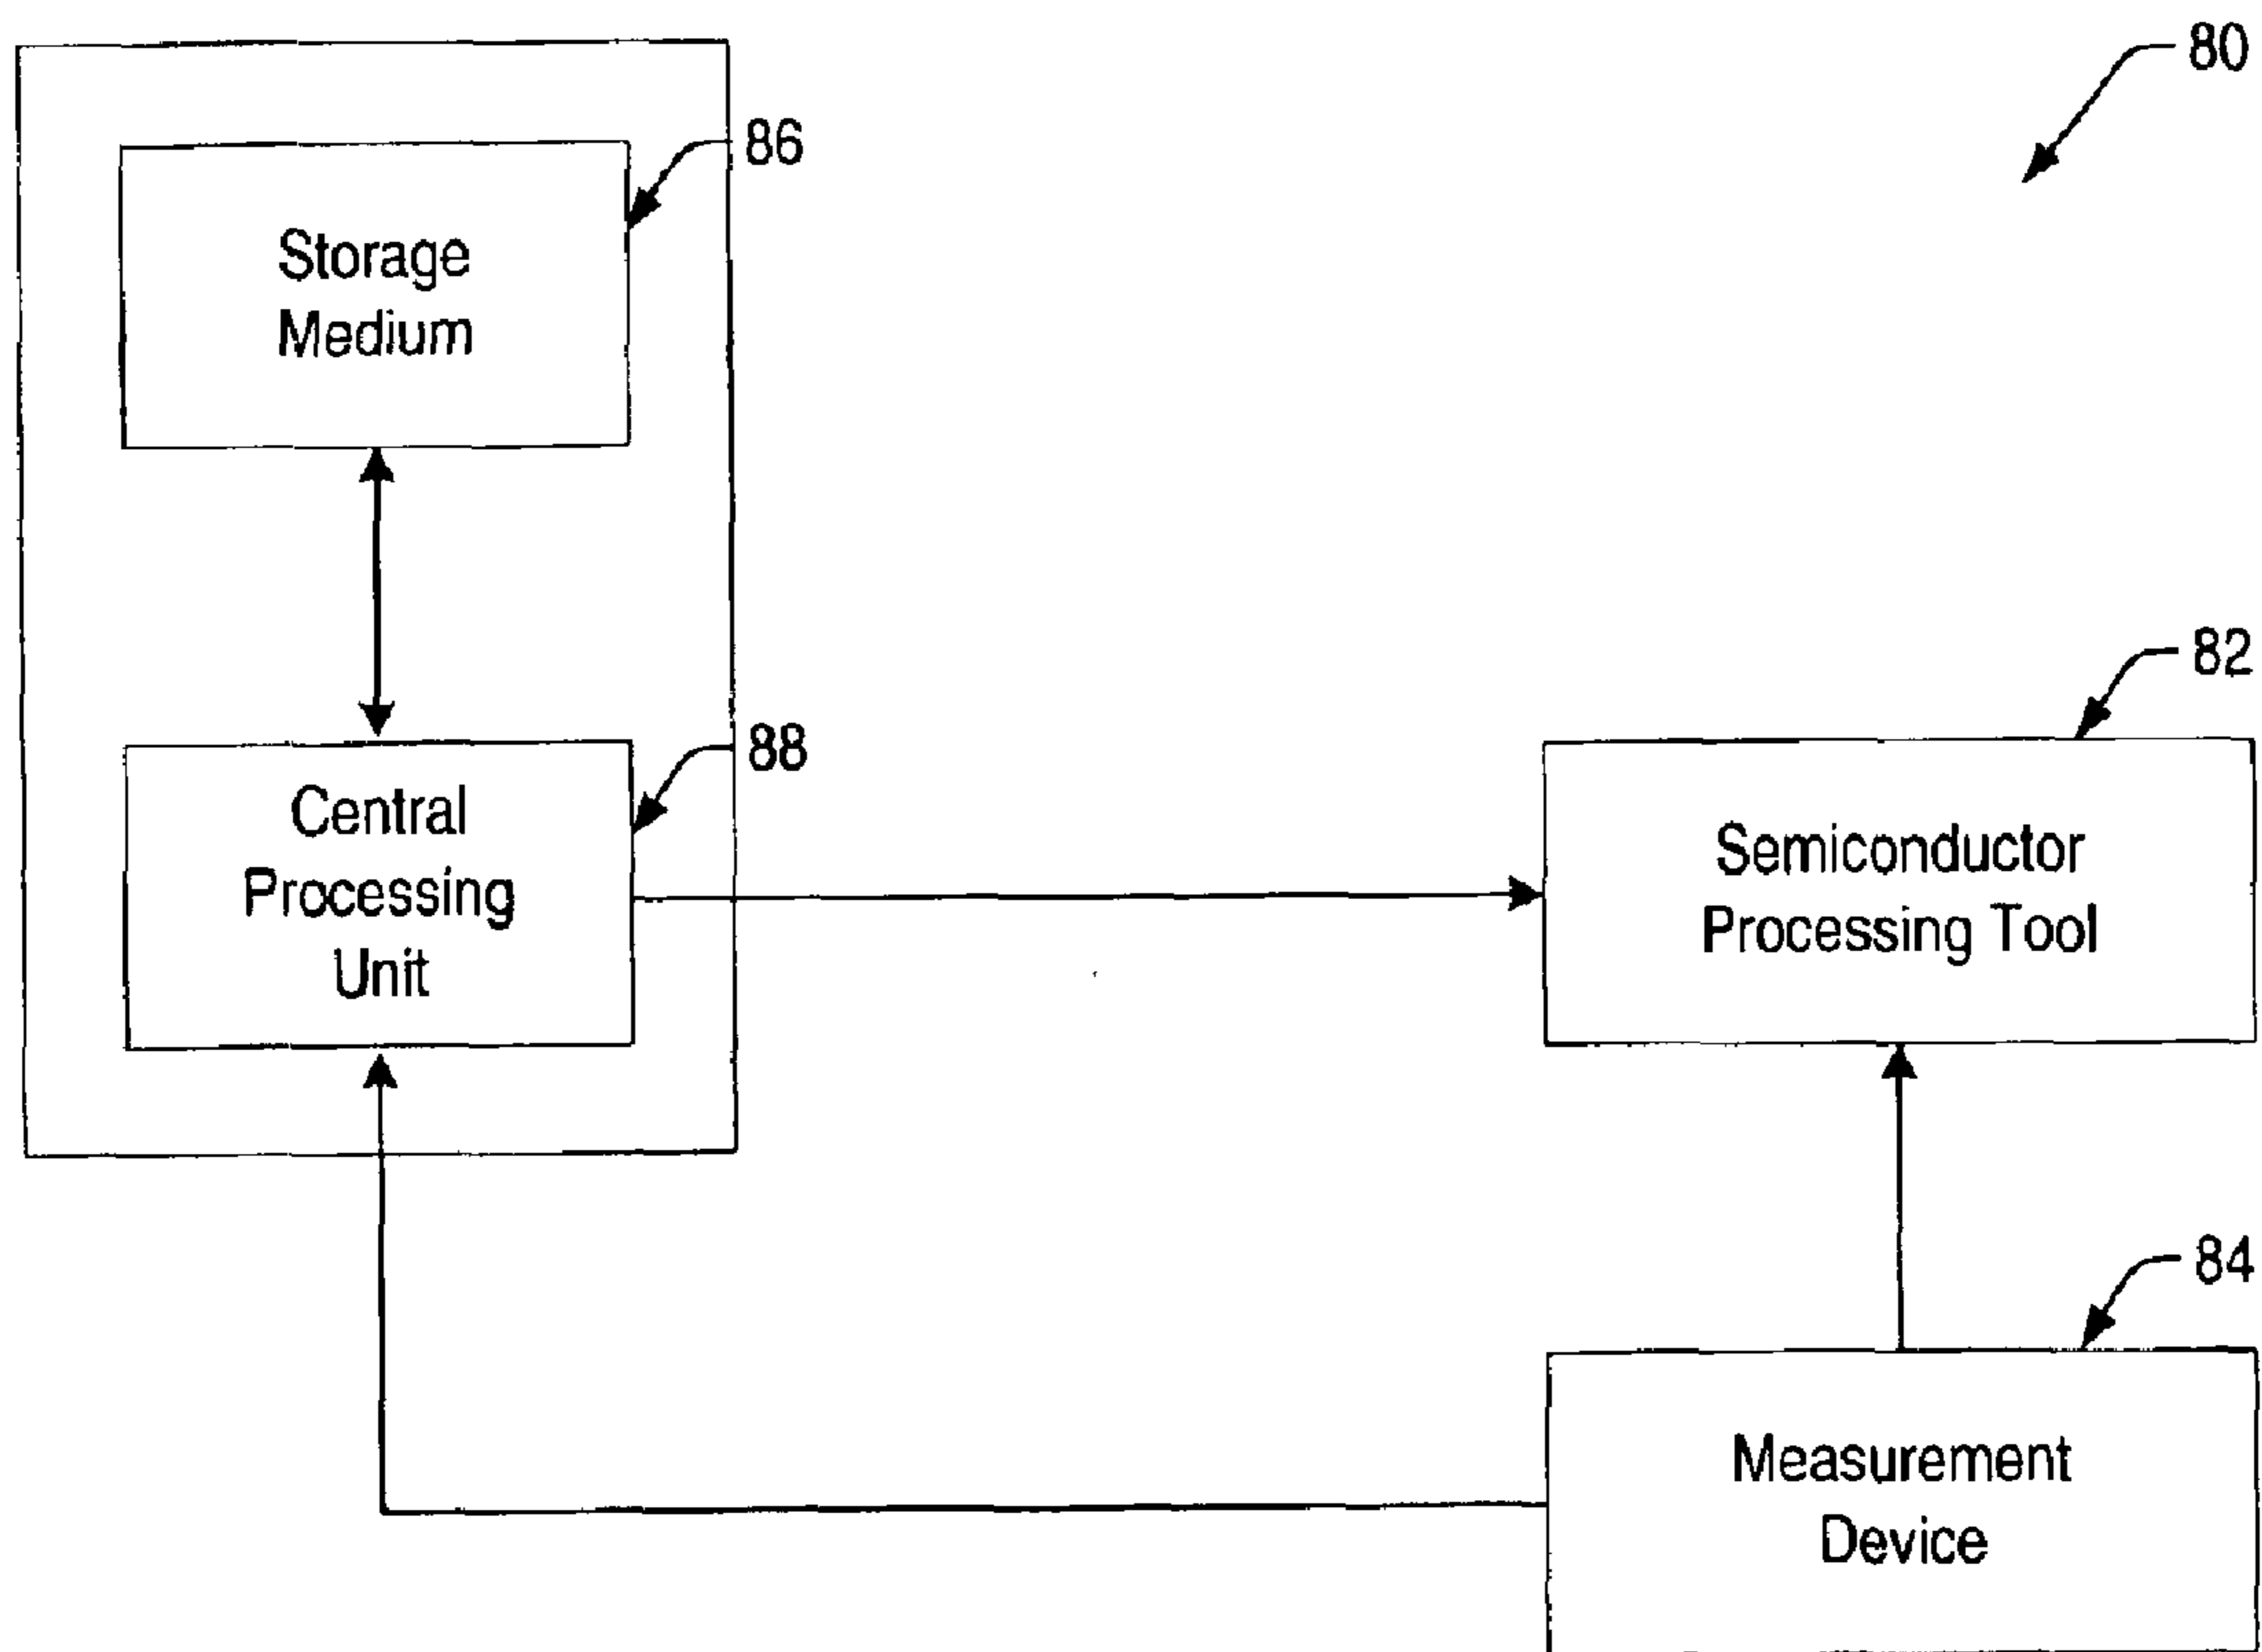 80
86
Storage
Medium
82
88
Central
Processing
Unit
Semiconductor
Processing Tool
84
Measurement
Device